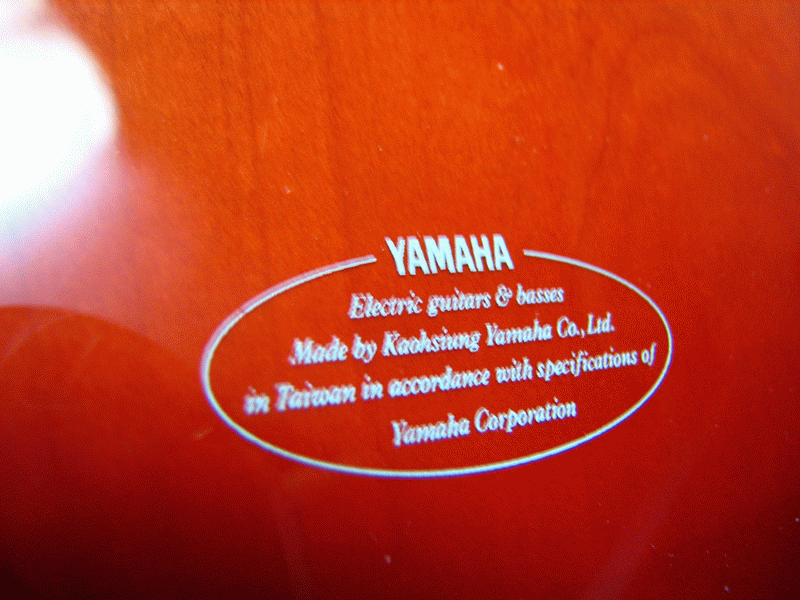 YAMAHA
Electric guitars & basses
Made by Kaohsiung Yamaha Co., Ltd.
in Taiwan in accordance with specifications of
Yamaha Corporation